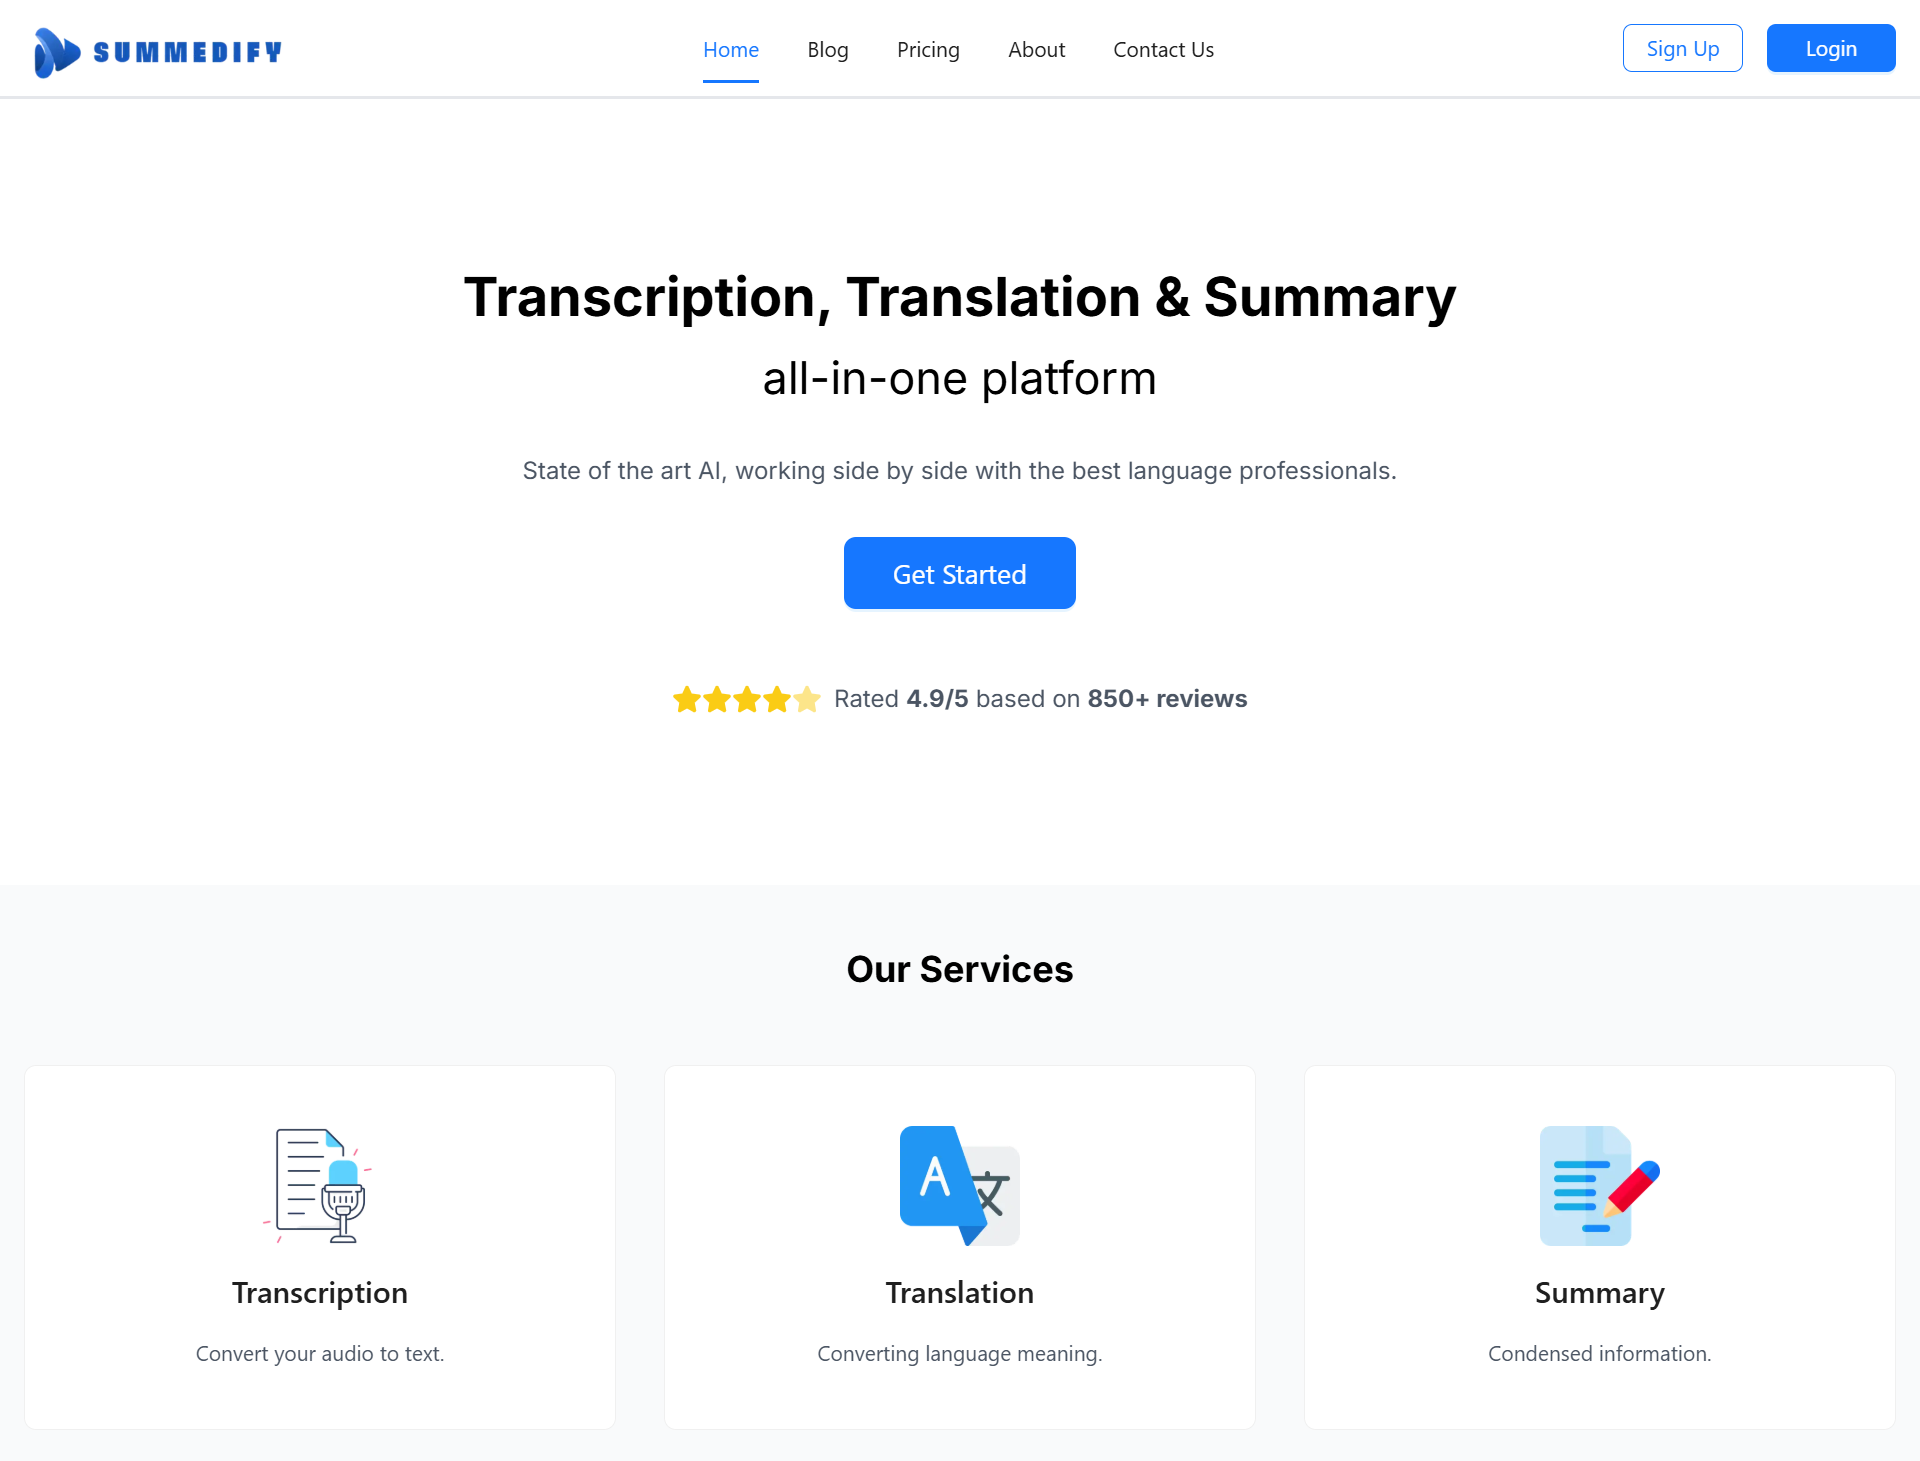 SUMMEDIFY
Home
Blog
Pricing
About
Contact Us
Sign Up
Login
Transcription, Translation & Summary
all-in-one platform
State of the art AI, working side by side with the best language professionals.
Get Started
Rated 4.9/5 based on 850+ reviews
Our Services
A 文
Transcription
Convert your audio to text.
Translation
Converting language meaning.
Summary
Condensed information.